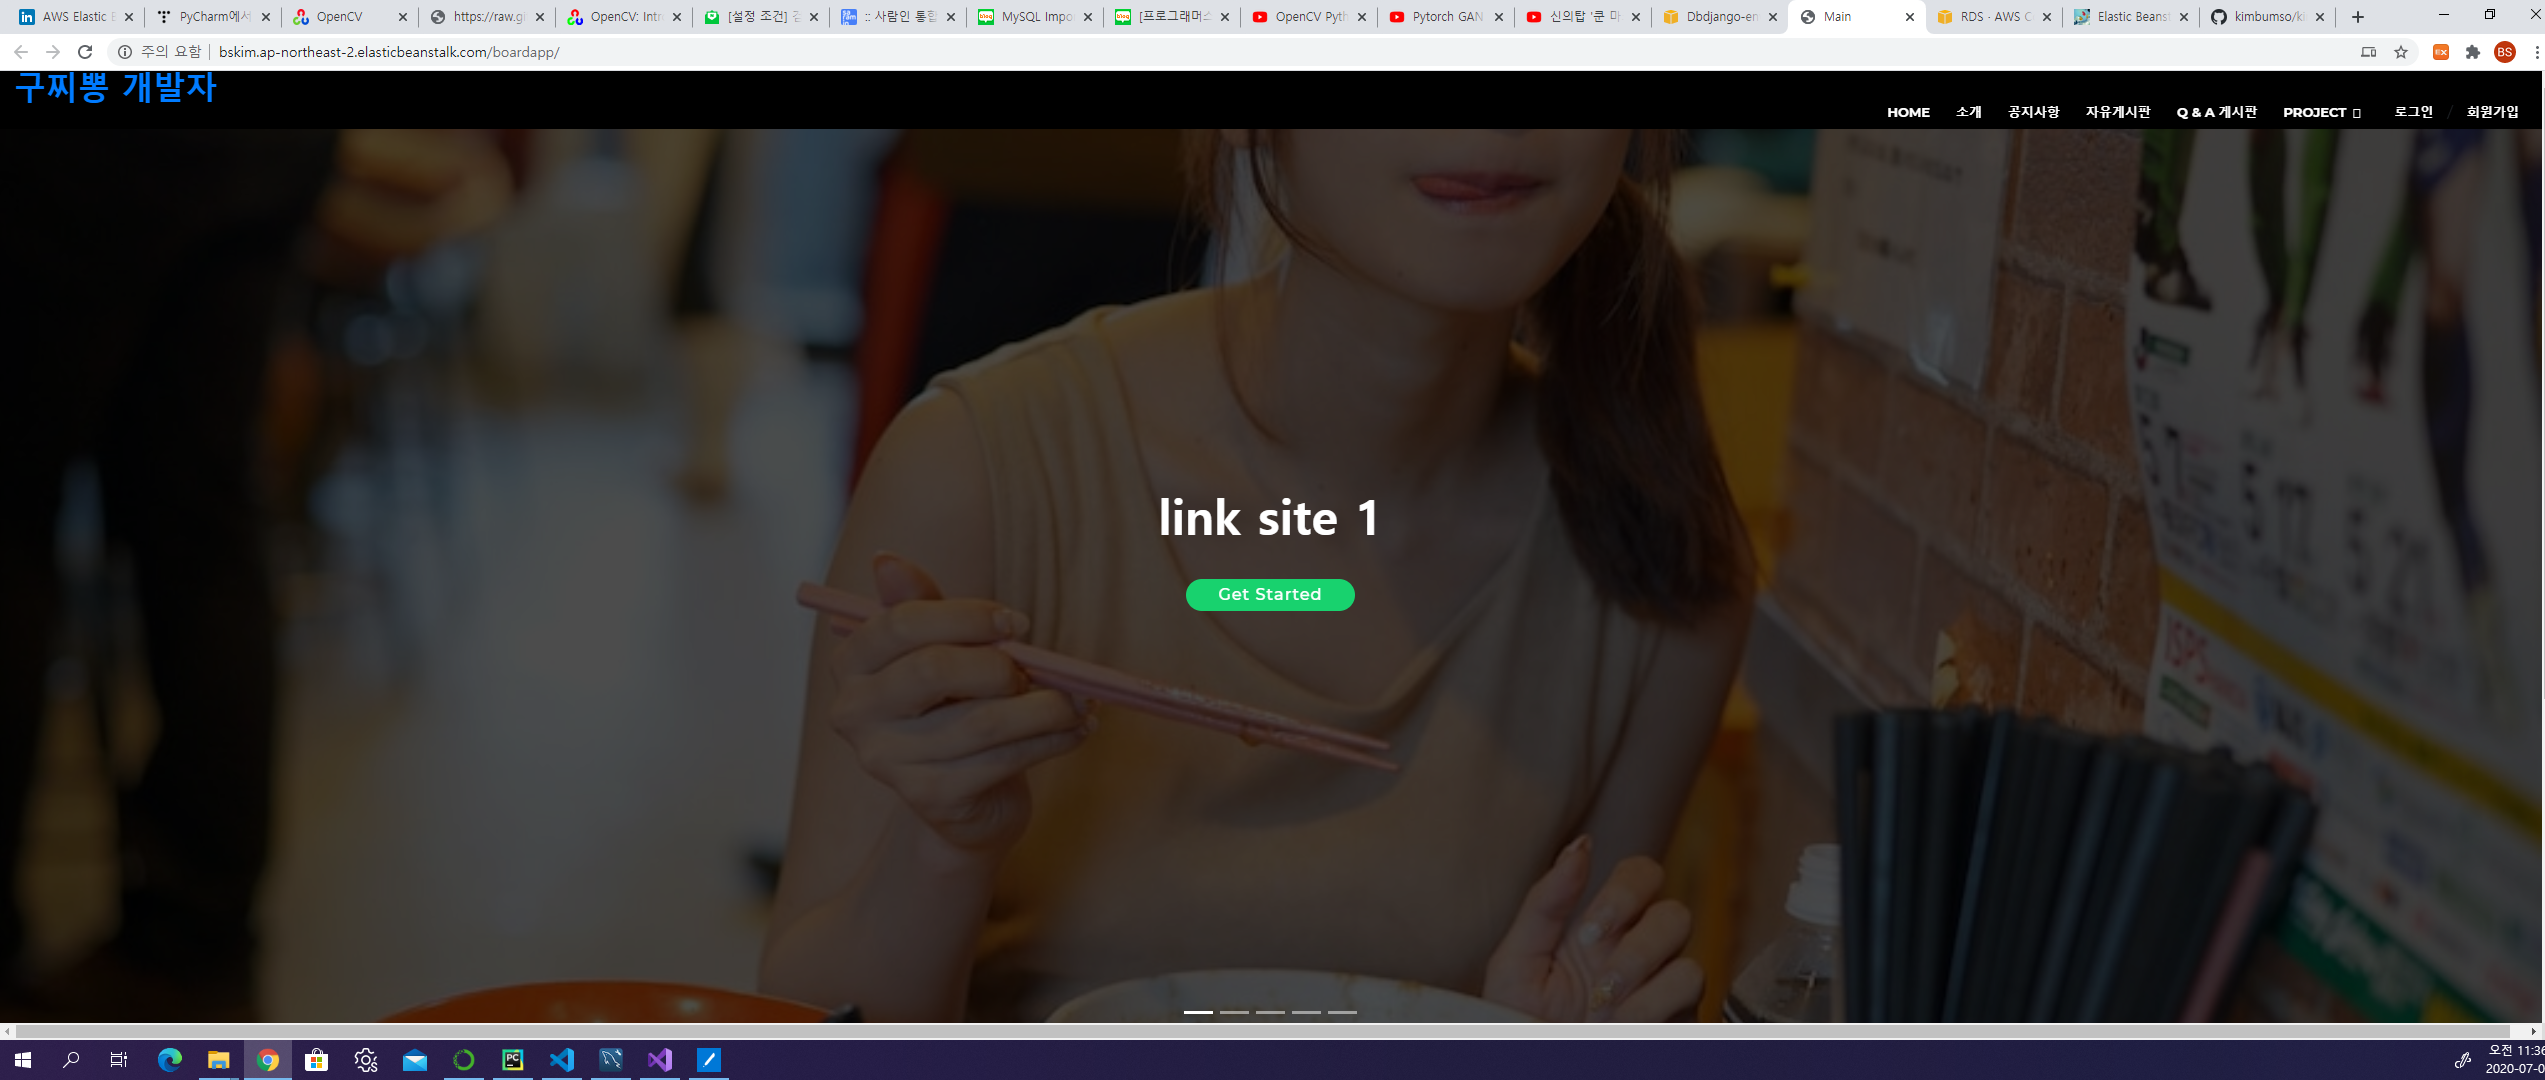 AWS Elastic B
PyCharm에서
OpenCV
https://raw.gi
OpenCV: Intr
[설정 조건] 검
:: 사람인 통합
MySQL Impo
[프로그래머스
OpenCV Pyth
Pytorch GAN
신의탑 '쿤 마
Dbdjango-en
Main
RDS · AWS C
Elastic Beanst
kimbumso/ki
주의 요함
bskim.ap-northeast-2.elasticbeanstalk.com/boardapp/
BS
구찌뽕 개발자
HOME 소개 공지사항 자유게시판 Q & A 게시판 PROJECT 로그인 / 회원가입
link site 1
Get Started
오전 11:36
2020-07-0